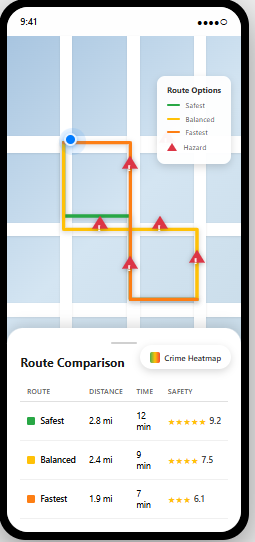 9:41
Route Options
Safest
Balanced
Fastest
Hazard
Route Comparison
Crime Heatmap
ROUTE DISTANCE TIME SAFETY
Safest 2.8 mi 12 min ★★★★★ 9.2
Balanced 2.4 mi 9 min ★★★★ 7.5
Fastest 1.9 mi 7 min ★★★ 6.1